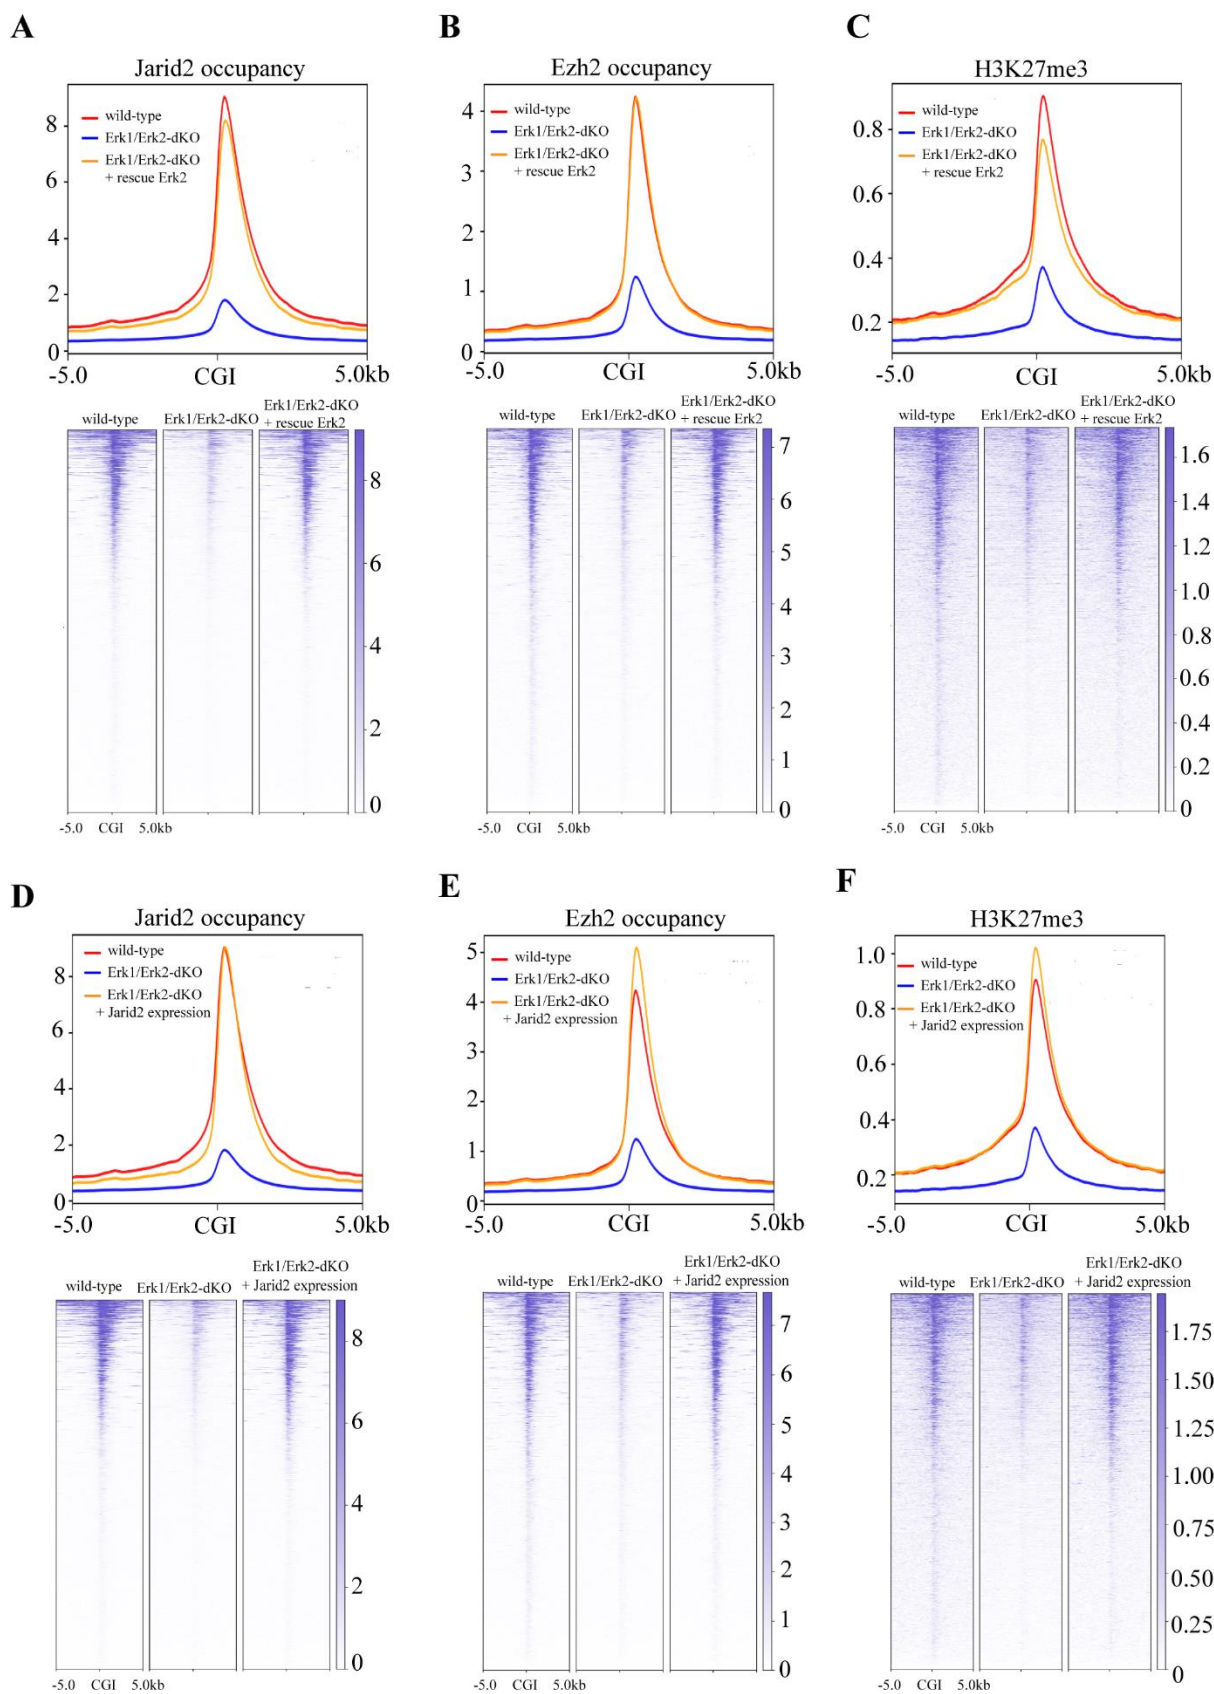 A
Jarid2 occupancy
wild-type
Erk1/Erk2-dKO
Erk1/Erk2-dKO
+ rescue Erk2
8
6
4
2
0
-5.0
CGI
5.0kb
wild-type
Erk1/Erk2-dKO
Erk1/Erk2-dKO
+ rescue Erk2
8
6
4
2
0
-5.0
CGI
5.0kb
B
Ezh2 occupancy
wild-type
Erk1/Erk2-dKO
Erk1/Erk2-dKO
+ rescue Erk2
4
2
1
0
-5.0
CGI
5.0kb
wild-type
Erk1/Erk2-dKO
Erk1/Erk2-dKO
+ rescue Erk2
7
6
5
4
3
2
1
0
-5.0
CGI
5.0kb
C
H3K27me3
wild-type
Erk1/Erk2-dKO
Erk1/Erk2-dKO
+ rescue Erk2
0.8
0.6
0.4
0.2
-5.0
CGI
5.0kb
wild-type
Erk1/Erk2-dKO
Erk1/Erk2-dKO
+ rescue Erk2
1.6
1.4
1.2
1.0
0.8
0.6
0.4
0.2
0
-5.0
CGI
5.0kb
D
Jarid2 occupancy
wild-type
Erk1/Erk2-dKO
Erk1/Erk2-dKO
+ Jarid2 expression
8
6
4
2
0
-5.0
CGI
5.0kb
wild-type
Erk1/Erk2-dKO
Erk1/Erk2-dKO
+ Jarid2 expression
8
6
4
2
0
-5.0
CGI
5.0kb
E
Ezh2 occupancy
wild-type
Erk1/Erk2-dKO
Erk1/Erk2-dKO
+ Jarid2 expression
5
4
3
2
1
0
-5.0
CGI
5.0kb
wild-type
Erk1/Erk2-dKO
Erk1/Erk2-dKO
+ Jarid2 expression
7
6
5
4
3
2
1
0
-5.0
CGI
5.0kb
F
H3K27me3
wild-type
Erk1/Erk2-dKO
Erk1/Erk2-dKO
+ Jarid2 expression
1.0
0.8
0.6
0.4
0.2
-5.0
CGI
5.0kb
wild-type
Erk1/Erk2-dKO
Erk1/Erk2-dKO
+ Jarid2 expression
1.75
1.50
1.25
1.00
0.75
0.50
0.25
0
-5.0
CGI
5.0kb